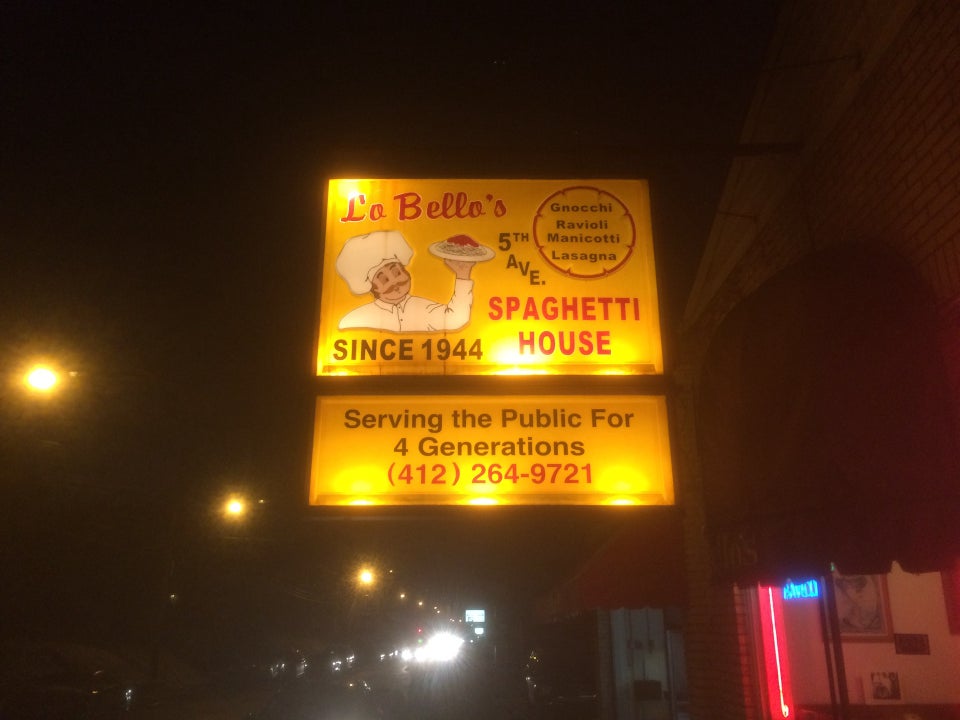 Lo Bello's
5TH
AVE.
Gnocchi
Ravioli
Manicotti
Lasagna
SPAGHETTI
HOUSE
SINCE 1944
Serving the Public For
4 Generations
(412) 264-9721